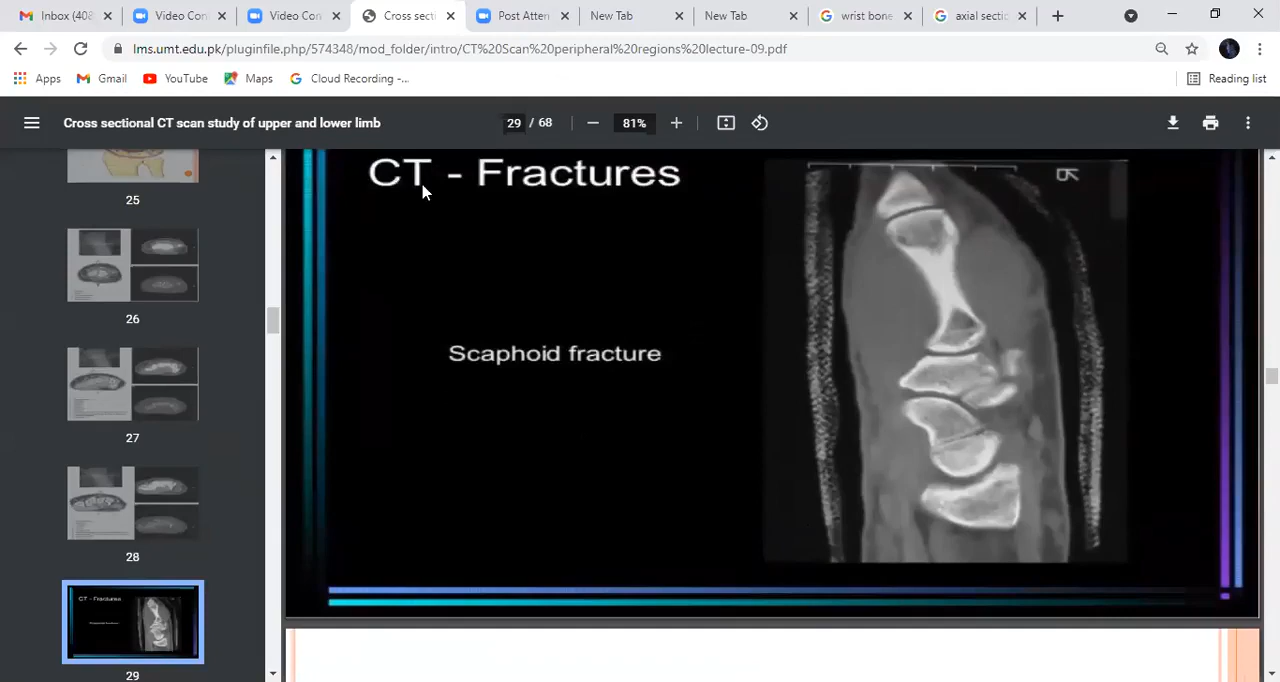 Inbox (40
Video Con
Video Con
Cross secti
Post Atten
New Tab
New Tab
wrist bone
axial sectio
lms.umt.edu.pk/pluginfile.php/574348/mod_folder/intro/CT%20Scan%20peripheral%20regions%20lecture-09.pdf
Apps
Gmail
YouTube
Maps
Cloud Recording -...
Reading list
Cross sectional CT scan study of upper and lower limb
29 / 68
81%
25
26
27
28
CT - Fractures
29
CT - Fractures
Scaphoid fracture